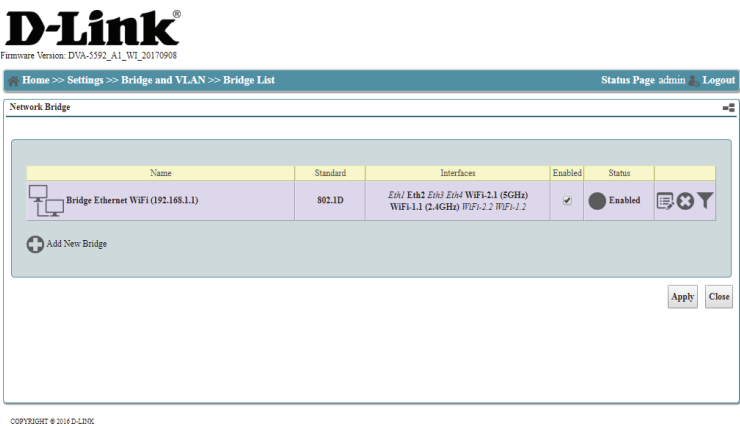 D-Link®
Firmware Version: DVA-5592_A1_WI_20170908
Home >> Settings >> Bridge and VLAN >> Bridge List Status Page admin Logout
Network Bridge
Name Standard Interfaces Enabled Status
Bridge Ethernet WiFi (192.168.1.1) 802.1D Eth1 Eth2 Eth3 Eth4 WiFi-2.1 (5GHz) Enabled
WiFi-1.1 (2.4GHz) WiFi-2.2 WiFi-1.2
Add New Bridge
Apply Close
COPYRIGHT © 2016 D-LINK